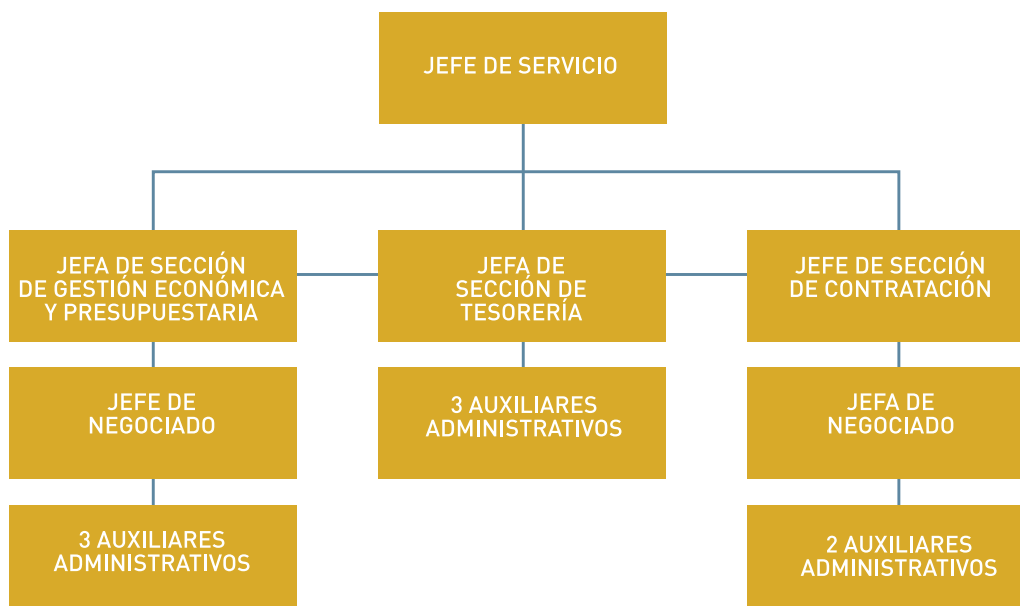 JEFE DE SERVICIO
JEFA DE SECCIÓN
DE GESTIÓN ECONÓMICA
Y PRESUPUESTARIA
JEFA DE
SECCIÓN DE
TESORERÍA
JEFE DE SECCIÓN
DE CONTRATACIÓN
JEFE DE
NEGOCIADO
3 AUXILIARES
ADMINISTRATIVOS
JEFA DE
NEGOCIADO
3 AUXILIARES
ADMINISTRATIVOS
2 AUXILIARES
ADMINISTRATIVOS